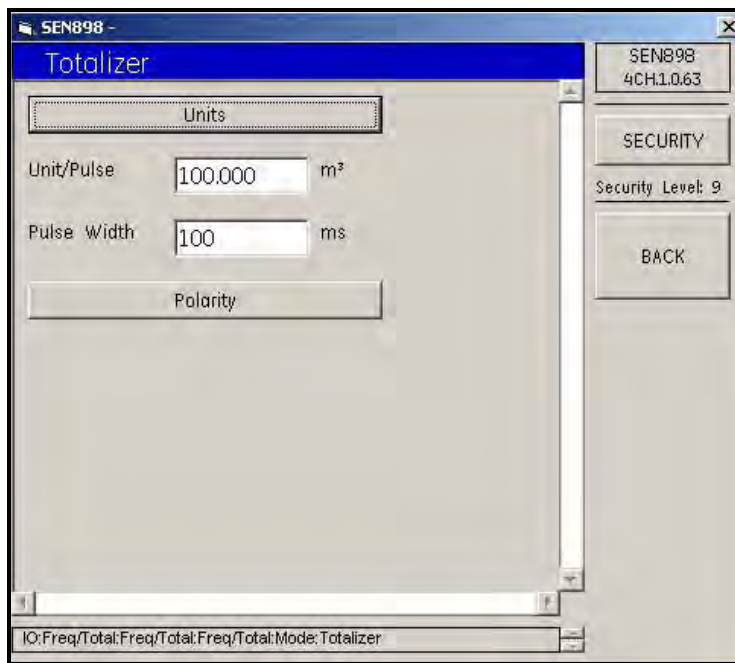 SEN898 -
Totalizer
SEN898
4CH.1.0.63
Units
SECURITY
Unit/Pulse 100.000 m³
Security Level: 9
Pulse Width 100 ms
BACK
Polarity
IO:Freq/Total:Freq/Total:Freq/Total:Mode:Totalizer